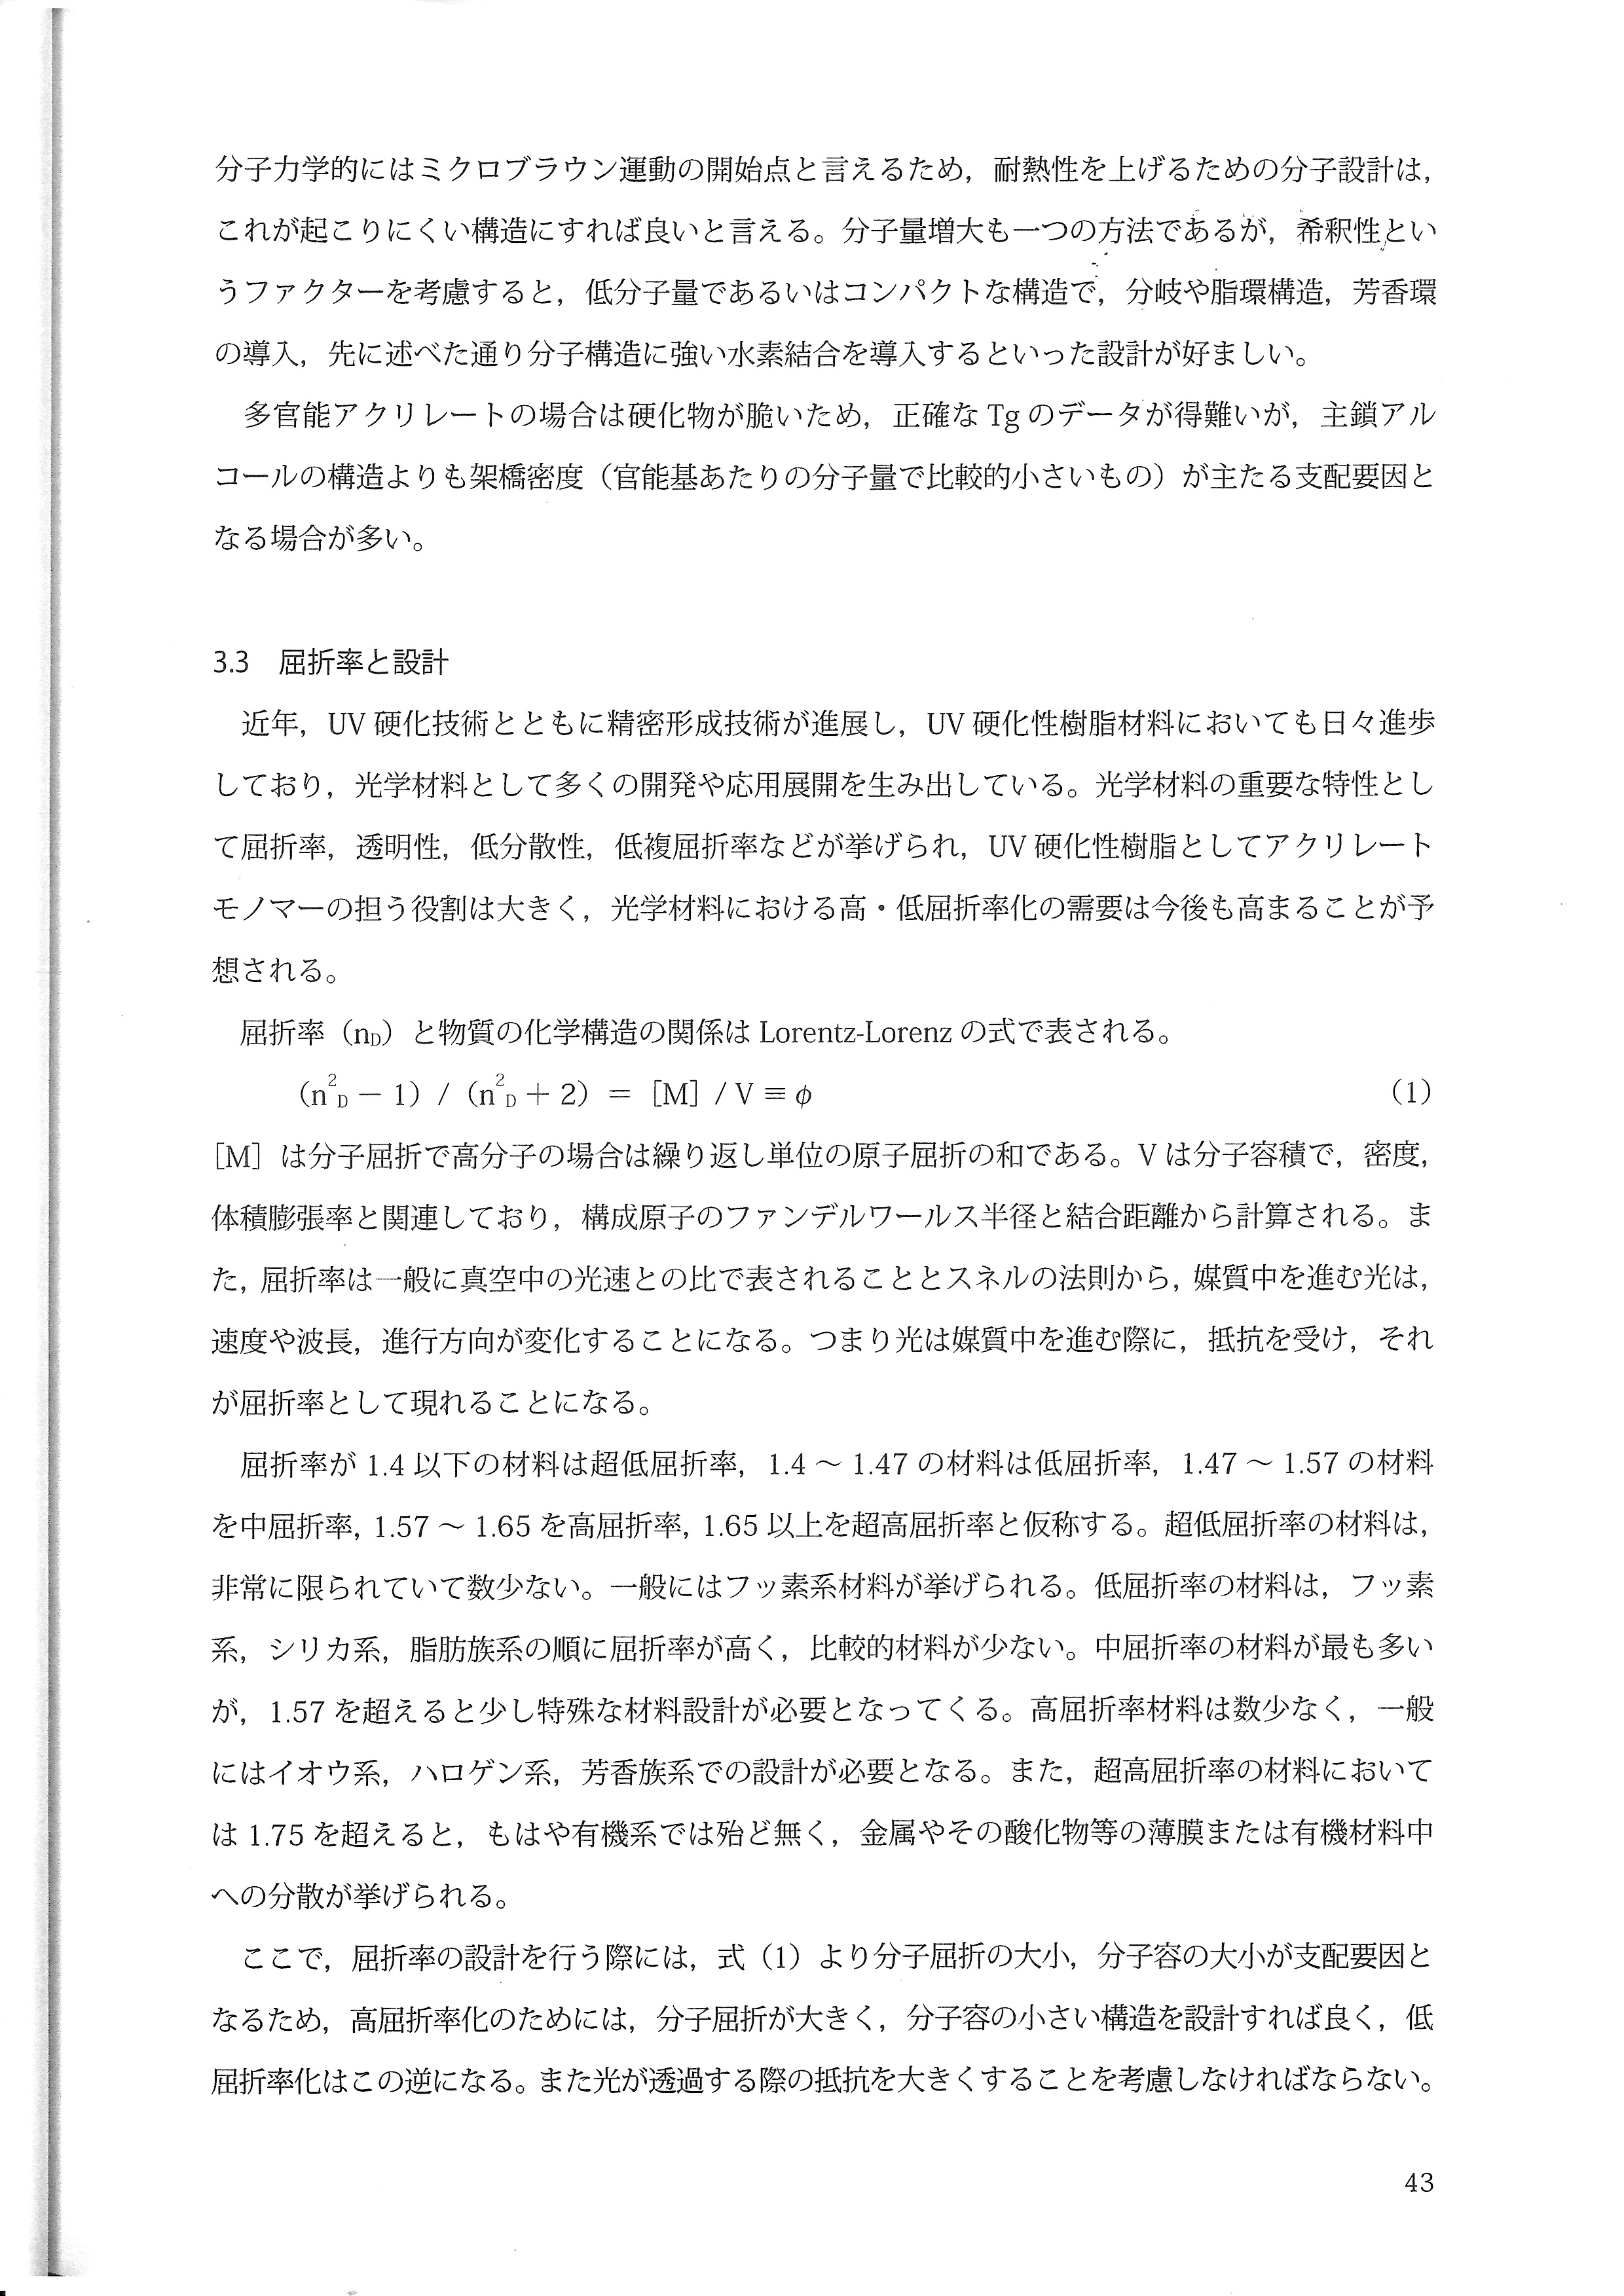 分子力学的にはミクロブラウン運動の開始点と言えるため，耐熱性を上げるための分子設計は，
これが起こりにくい構造にすれば良いと言える。分子量増大も一つの方法であるが，希釈性とい
うファクターを考慮すると，低分子量であるいはコンパクトな構造で，分岐や脂環構造，芳香環
の導入，先に述べた通り分子構造に強い水素結合を導入するといった設計が好ましい。
多官能アクリレートの場合は硬化物が脆いため，正確な Tg のデータが得難いが，主鎖アル
コールの構造よりも架橋密度（官能基あたりの分子量で比較的小さいもの）が主たる支配要因と
なる場合が多い。
3.3 屈折率と設計
近年，UV 硬化技術とともに精密形成技術が進展し，UV 硬化性樹脂材料においても日々進歩
しており，光学材料として多くの開発や応用展開を生み出している。光学材料の重要な特性とし
て屈折率，透明性，低分散性，低複屈折率などが挙げられ，UV 硬化性樹脂としてアクリレート
モノマーの担う役割は大きく，光学材料における高・低屈折率化の需要は今後も高まることが予
想される。
屈折率（n_D）と物質の化学構造の関係は Lorentz-Lorenz の式で表される。
（n²_D － 1）/（n²_D ＋ 2）＝［M］/ V ≡ φ （1）
［M］は分子屈折で高分子の場合は繰り返し単位の原子屈折の和である。V は分子容積で，密度，
体積膨張率と関連しており，構成原子のファンデルワールス半径と結合距離から計算される。ま
た，屈折率は一般に真空中の光速との比で表されることとスネルの法則から，媒質中を進む光は，
速度や波長，進行方向が変化することになる。つまり光は媒質中を進む際に，抵抗を受け，それ
が屈折率として現れることになる。
屈折率が 1.4 以下の材料は超低屈折率，1.4 ～ 1.47 の材料は低屈折率，1.47 ～ 1.57 の材料
を中屈折率，1.57 ～ 1.65 を高屈折率，1.65 以上を超高屈折率と仮称する。超低屈折率の材料は，
非常に限られていて数少ない。一般にはフッ素系材料が挙げられる。低屈折率の材料は，フッ素
系，シリカ系，脂肪族系の順に屈折率が高く，比較的材料が少ない。中屈折率の材料が最も多い
が，1.57 を超えると少し特殊な材料設計が必要となってくる。高屈折率材料は数少なく，一般
にはイオウ系，ハロゲン系，芳香族系での設計が必要となる。また，超高屈折率の材料において
は 1.75 を超えると，もはや有機系では殆ど無く，金属やその酸化物等の薄膜または有機材料中
への分散が挙げられる。
ここで，屈折率の設計を行う際には，式（1）より分子屈折の大小，分子容の大小が支配要因と
なるため，高屈折率化のためには，分子屈折が大きく，分子容の小さい構造を設計すれば良く，低
屈折率化はこの逆になる。また光が透過する際の抵抗を大きくすることを考慮しなければならない。
43